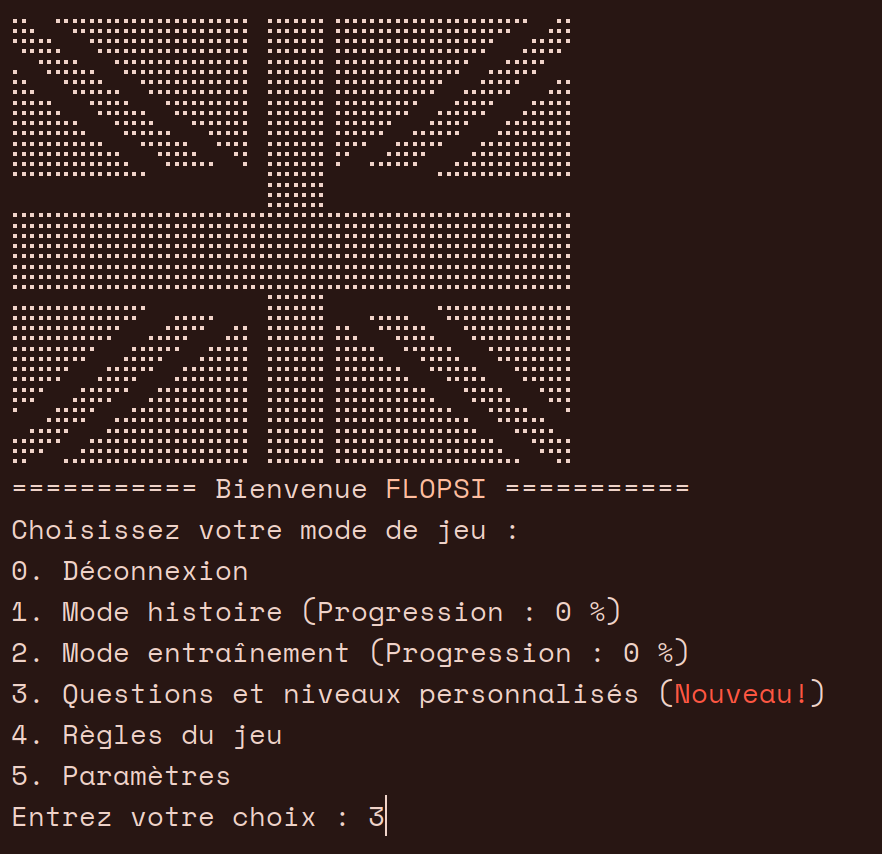 =========== Bienvenue FLOPSI ===========
Choisissez votre mode de jeu :
0. Déconnexion
1. Mode histoire (Progression : 0 %)
2. Mode entraînement (Progression : 0 %)
3. Questions et niveaux personnalisés (Nouveau!)
4. Règles du jeu
5. Paramètres
Entrez votre choix : 3